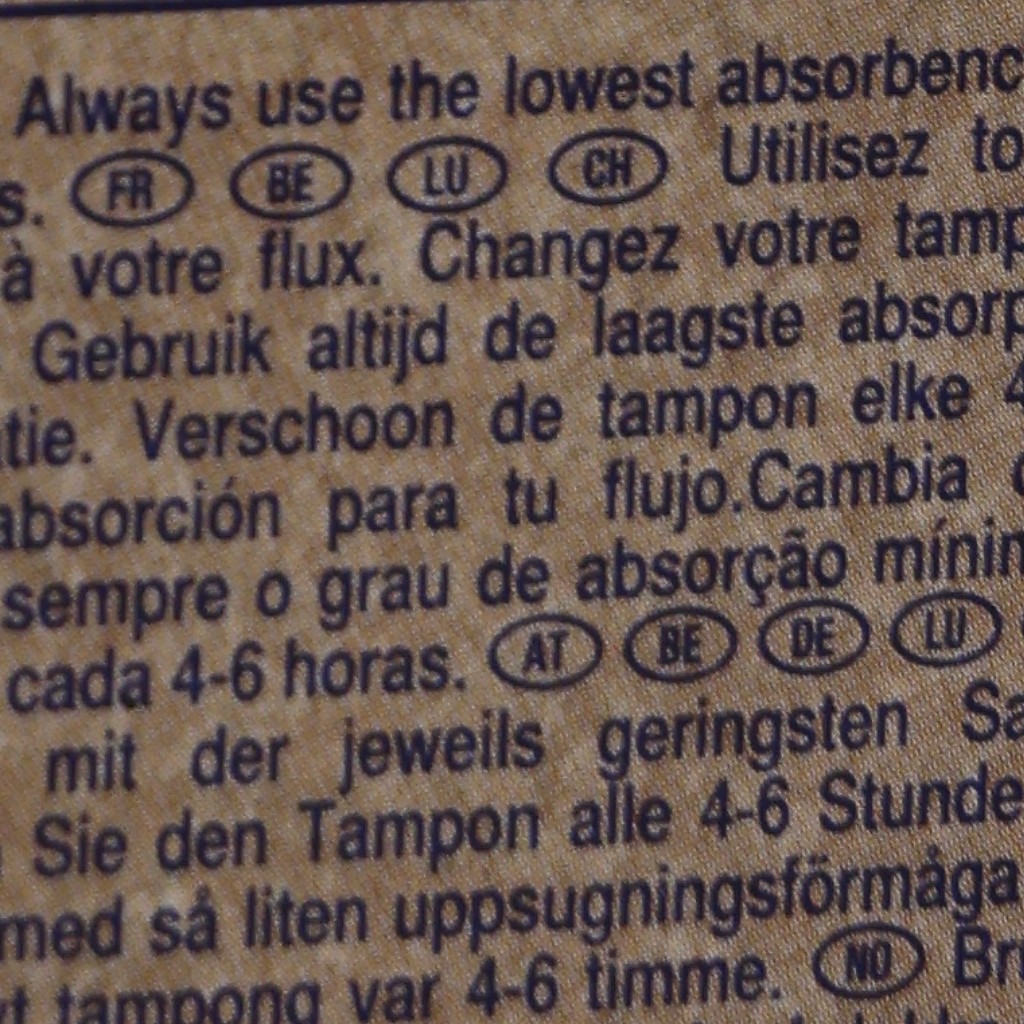 Always use the lowest absorbenc
s. FR BE LU CH Utilisez to
à votre flux. Changez votre tamp
Gebruik altijd de laagste absorp
tie. Verschoon de tampon elke 4
absorción para tu flujo.Cambia
sempre o grau de absorção mínim
cada 4-6 horas. AT BE DE LU
mit der jeweils geringsten Sa
Sie den Tampon alle 4-6 Stunde
med så liten uppsugningsförmåga
tampong var 4-6 timme. NO Bru